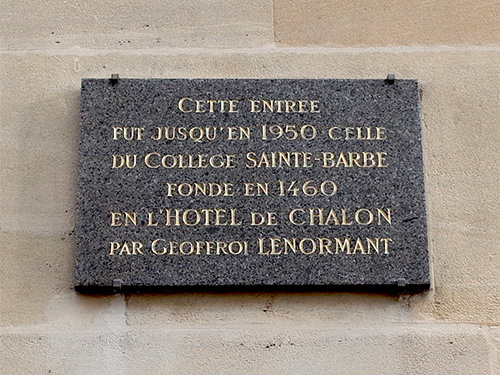 CETTE ENTREE
FUT JUSQU'EN 1950 CELLE
DU COLLEGE SAINTE-BARBE
FONDE EN 1460
EN L'HOTEL DE CHALON
PAR GEOFFROI LENORMANT